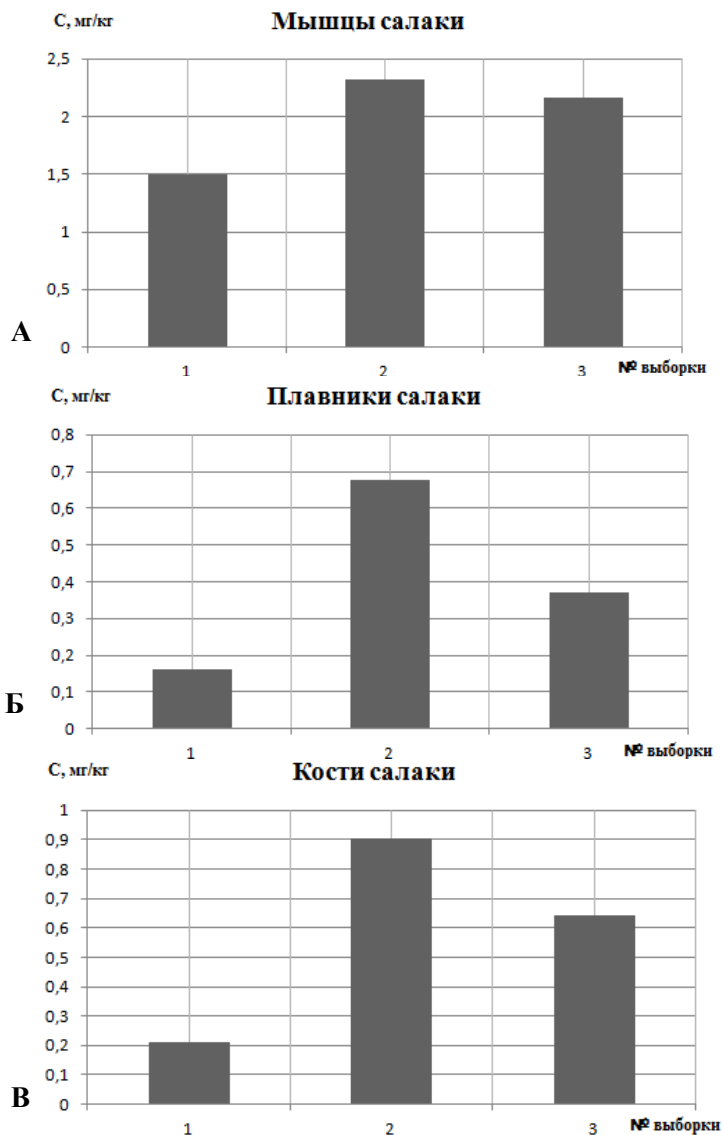 С, мг/кг
Мышцы салаки
2,5
2
1,5
1
0,5
0
А
1 2 3 № выборки
С, мг/кг
Плавники салаки
0,8
0,7
0,6
0,5
0,4
0,3
0,2
0,1
0
Б
1 2 3 № выборки
С, мг/кг
Кости салаки
1
0,9
0,8
0,7
0,6
0,5
0,4
0,3
0,2
0,1
0
В
1 2 3 № выборки